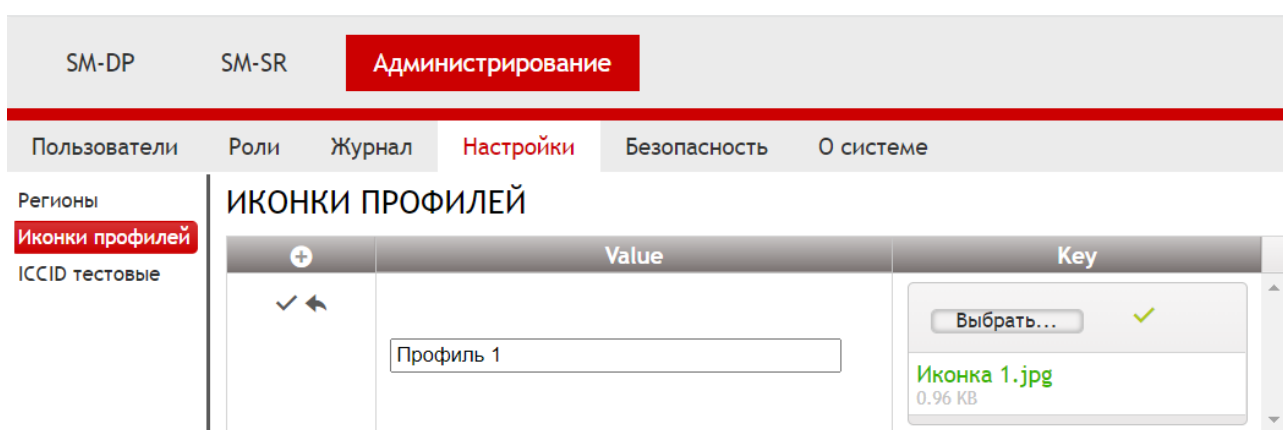 SM-DP SM-SR Администрирование
Пользователи Роли Журнал Настройки Безопасность О системе
Регионы
Иконки профилей
ICCID тестовые
ИКОНКИ ПРОФИЛЕЙ
Value Key
Профиль 1
Выбрать...
Иконка 1.jpg
0.96 KB